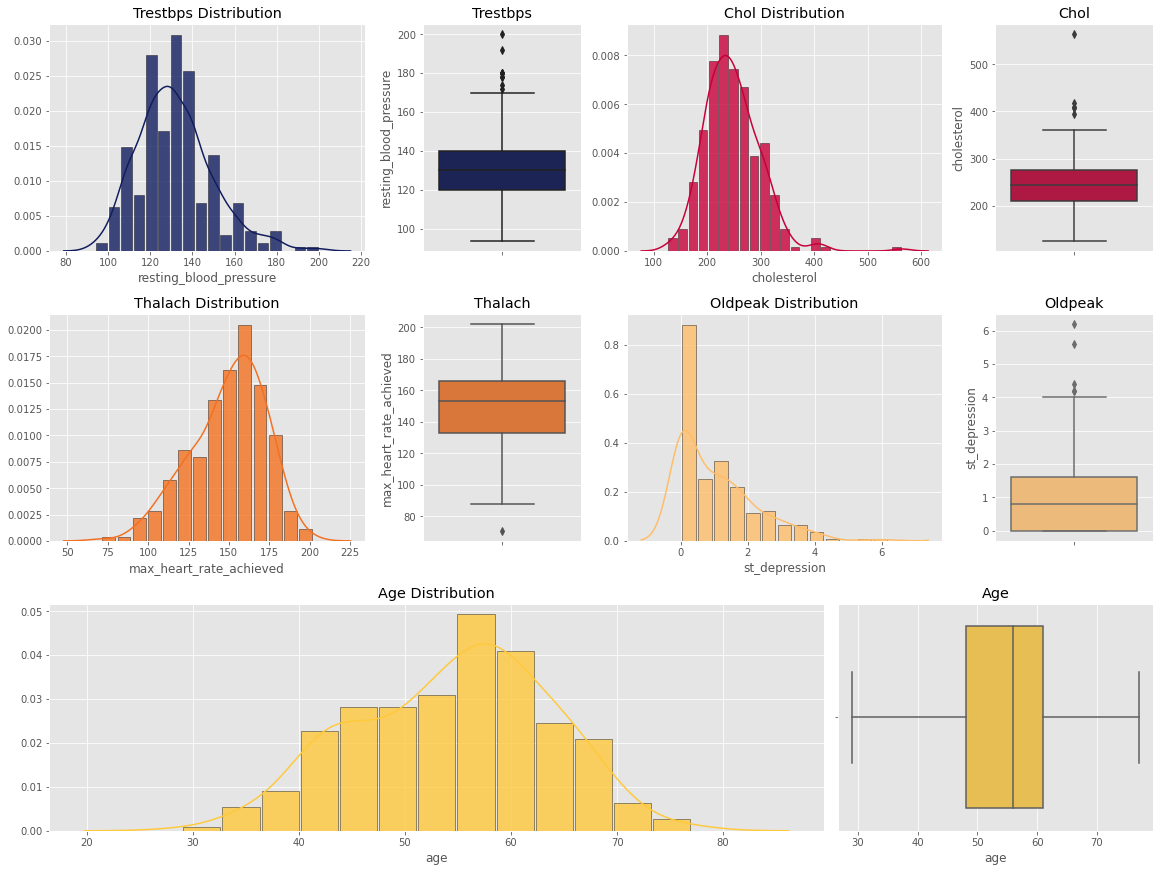 Trestbps Distribution
0.030
0.025
0.020
0.015
0.010
0.005
0.000
80 100 120 140 160 180 200 220
resting_blood_pressure
Trestbps
resting_blood_pressure
200
180
160
140
120
100
Chol Distribution
0.008
0.006
0.004
0.002
0.000
100 200 300 400 500 600
cholesterol
Chol
cholesterol
500
400
300
200
Thalach Distribution
0.0200
0.0175
0.0150
0.0125
0.0100
0.0075
0.0050
0.0025
0.0000
50 75 100 125 150 175 200 225
max_heart_rate_achieved
Thalach
max_heart_rate_achieved
200
180
160
140
120
100
80
Oldpeak Distribution
0.8
0.6
0.4
0.2
0.0
0 2 4 6
st_depression
Oldpeak
st_depression
6
5
4
3
2
1
0
Age Distribution
0.05
0.04
0.03
0.02
0.01
0.00
20 30 40 50 60 70 80
age
Age
30 40 50 60 70
age